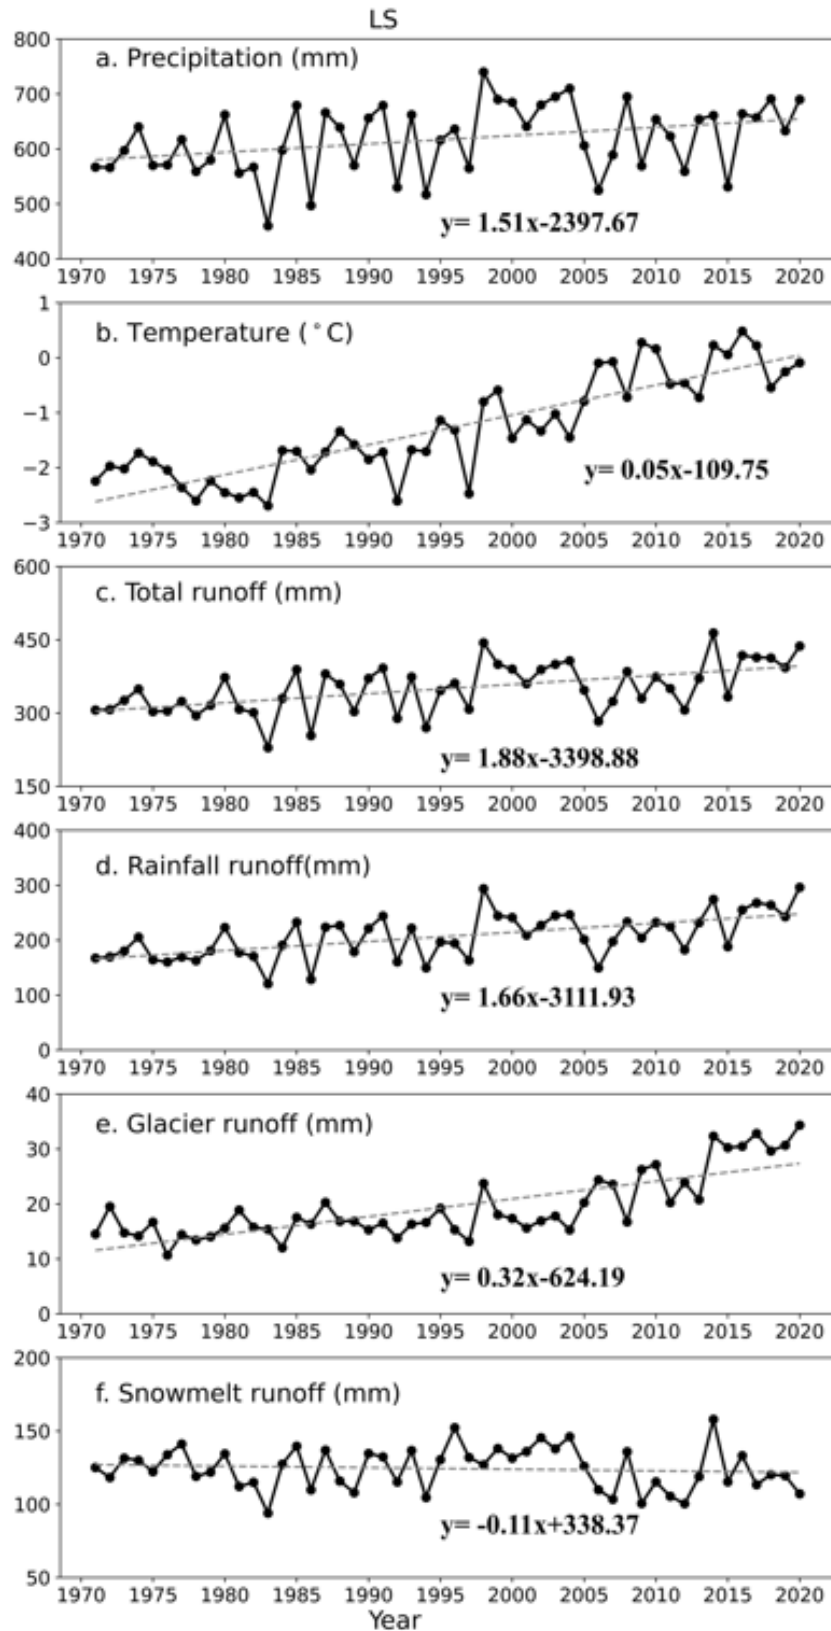 LS
a. Precipitation (mm)
800
700
600
500
400
y= 1.51x-2397.67
1970 1975 1980 1985 1990 1995 2000 2005 2010 2015 2020
b. Temperature (°C)
1
0
−1
−2
−3
y= 0.05x-109.75
1970 1975 1980 1985 1990 1995 2000 2005 2010 2015 2020
c. Total runoff (mm)
600
450
300
150
y= 1.88x-3398.88
1970 1975 1980 1985 1990 1995 2000 2005 2010 2015 2020
d. Rainfall runoff(mm)
400
300
200
100
0
y= 1.66x-3111.93
1970 1975 1980 1985 1990 1995 2000 2005 2010 2015 2020
e. Glacier runoff (mm)
40
30
20
10
0
y= 0.32x-624.19
1970 1975 1980 1985 1990 1995 2000 2005 2010 2015 2020
f. Snowmelt runoff (mm)
200
150
100
50
y= -0.11x+338.37
1970 1975 1980 1985 1990 1995 2000 2005 2010 2015 2020
Year